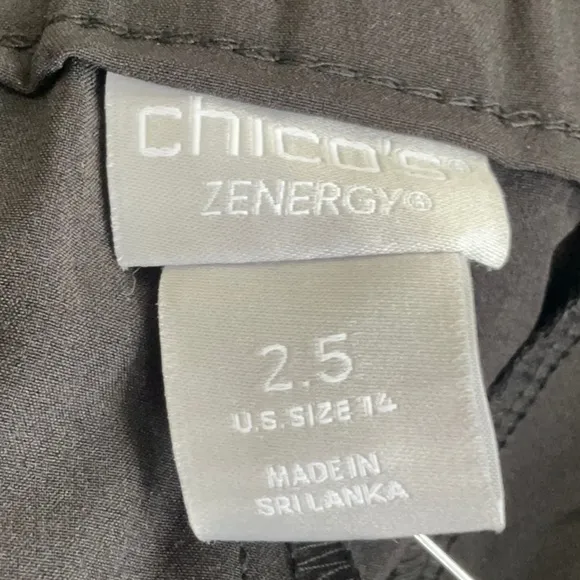 chico's®
ZENERGY®
2.5
U.S. SIZE 14
MADE IN
SRI LANKA